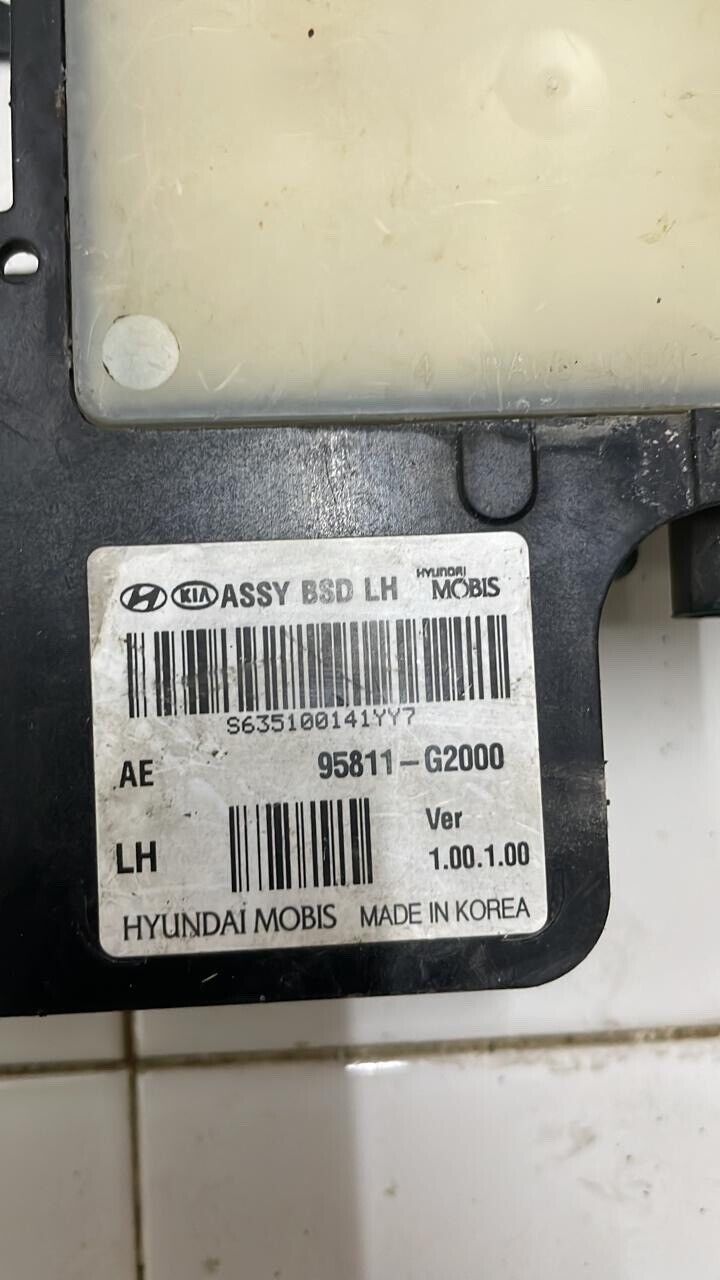 KIA ASSY BSD LH HYUNDAI MOBIS
S635100141YY7
AE 95811-G2000
LH Ver 1.00.1.00
HYUNDAI MOBIS MADE IN KOREA